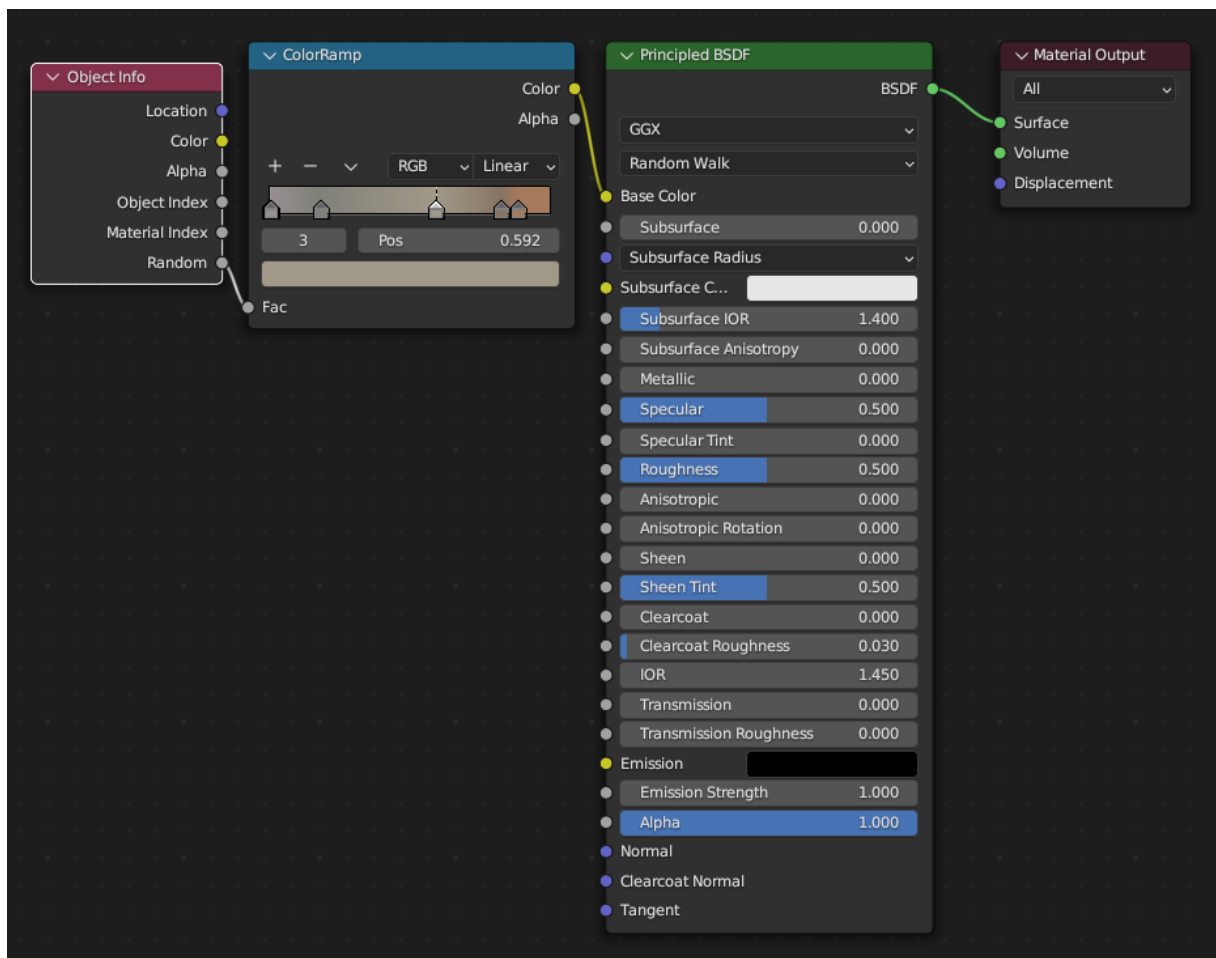 Object Info
Location
Color
Alpha
Object Index
Material Index
Random
ColorRamp
Color
Alpha
+ − RGB Linear
3 Pos 0.592
Fac
Principled BSDF
BSDF
GGX
Random Walk
Base Color
Subsurface 0.000
Subsurface Radius
Subsurface C...
Subsurface IOR 1.400
Subsurface Anisotropy 0.000
Metallic 0.000
Specular 0.500
Specular Tint 0.000
Roughness 0.500
Anisotropic 0.000
Anisotropic Rotation 0.000
Sheen 0.000
Sheen Tint 0.500
Clearcoat 0.000
Clearcoat Roughness 0.030
IOR 1.450
Transmission 0.000
Transmission Roughness 0.000
Emission
Emission Strength 1.000
Alpha 1.000
Normal
Clearcoat Normal
Tangent
Material Output
All
Surface
Volume
Displacement